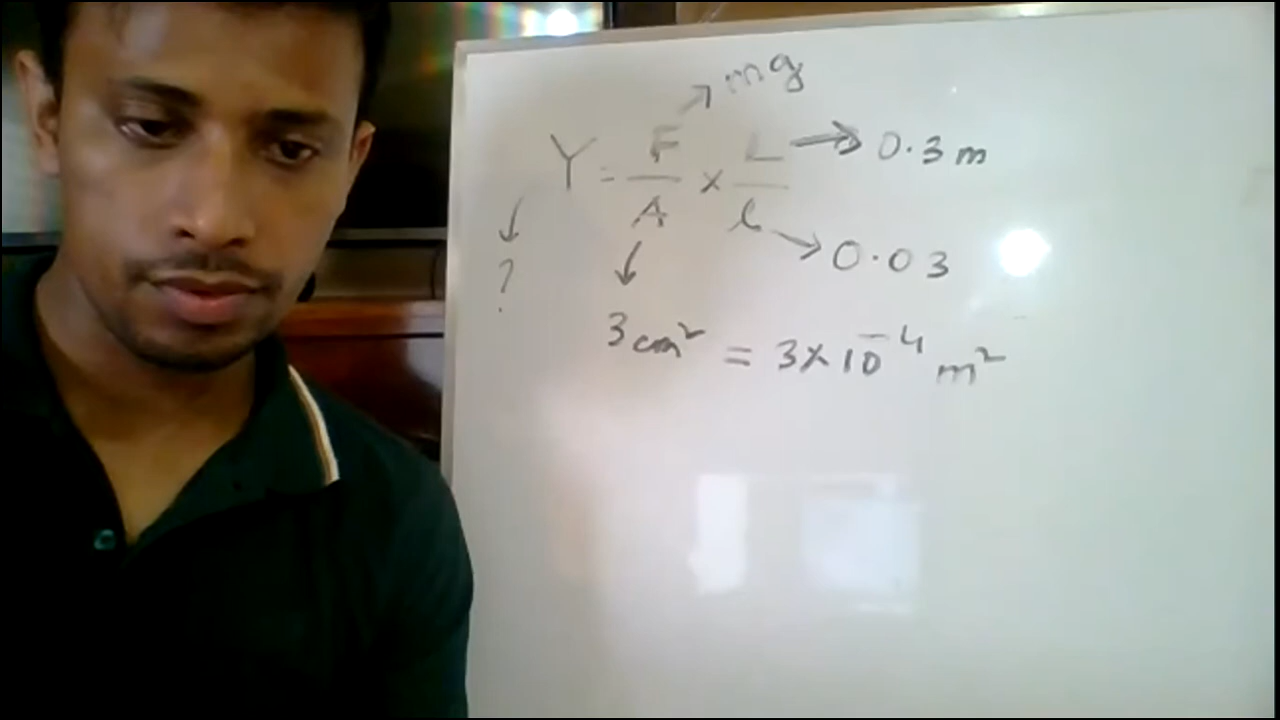 → mg
Y = F/A × L/l
→ 0.3 m
→ 0.03
↓ ?
↓
3 cm² = 3×10⁻⁴ m²